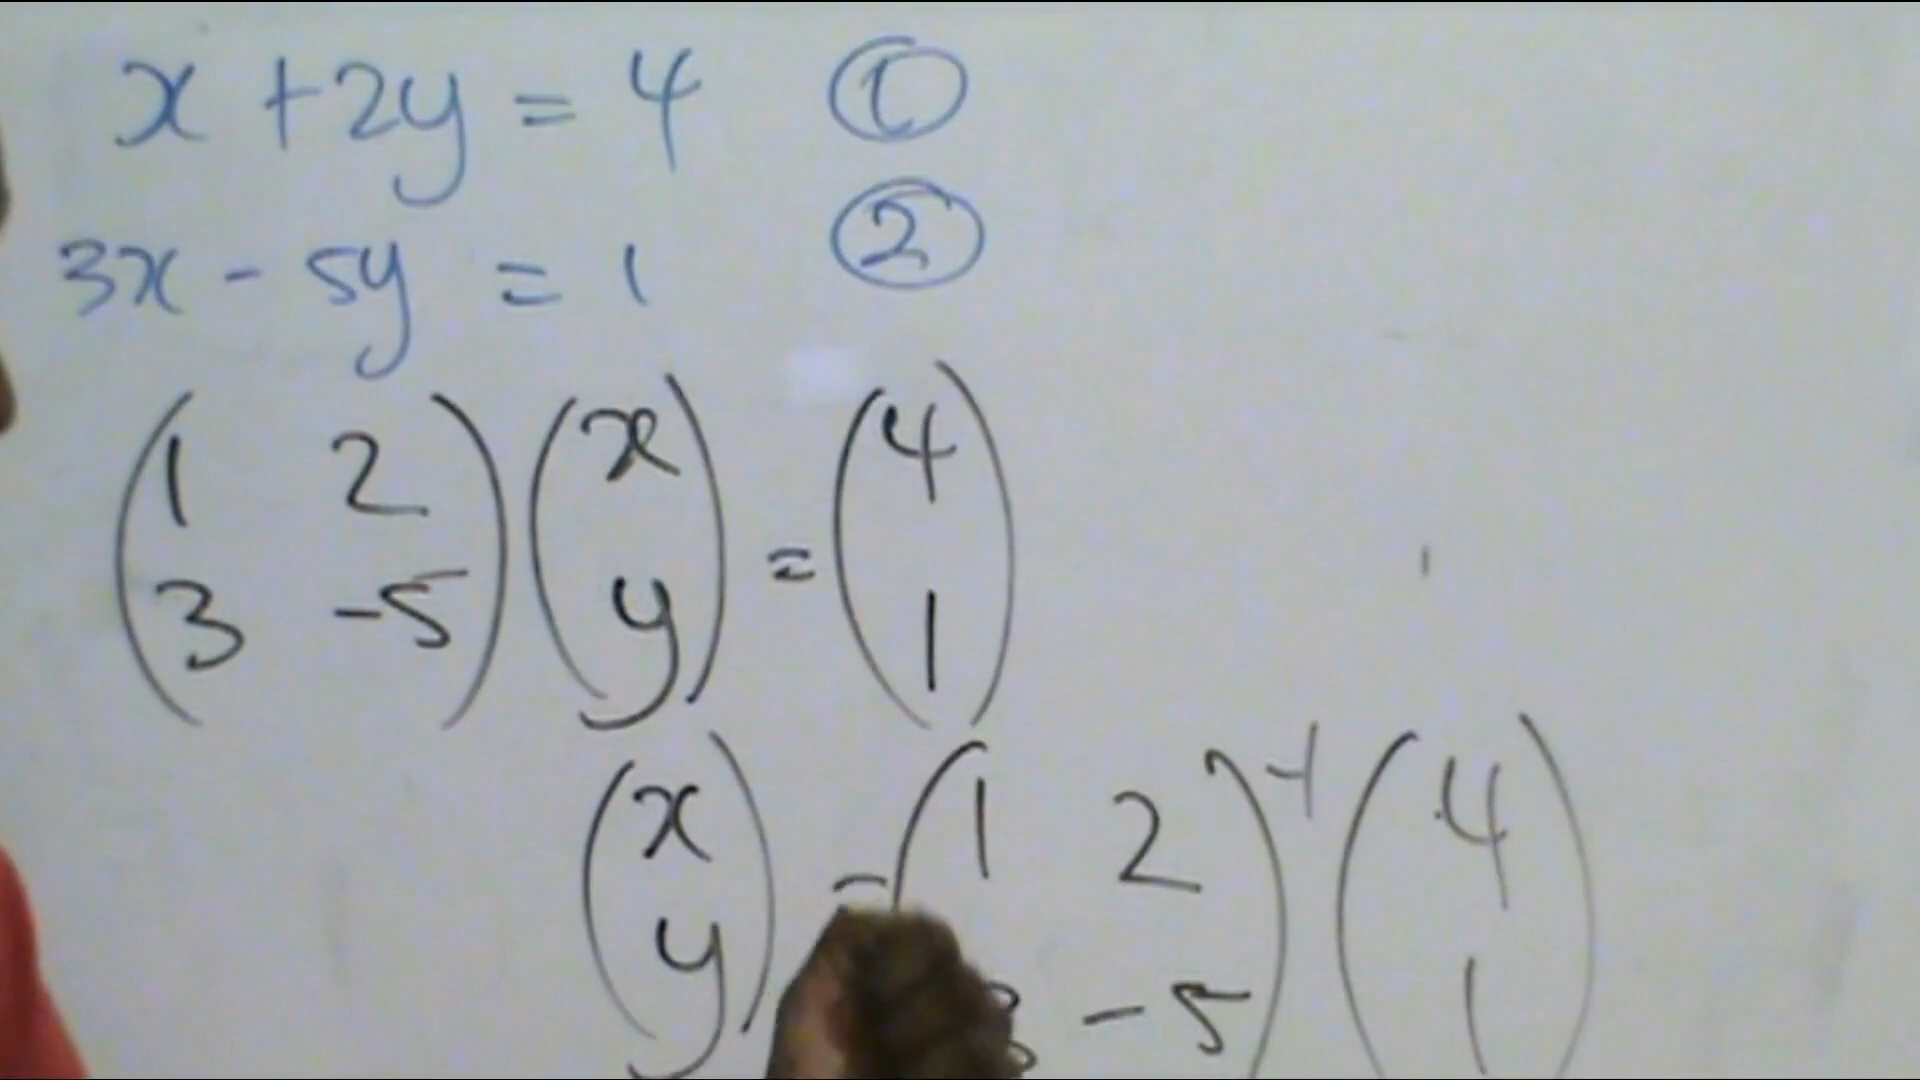 x + 2y = 4 ①
3x - 5y = 1 ②
(1 2) (x) = (4)
(3 -5) (y) (1)
(x) = (1 2)⁻¹ (4)
(y) (3 -5) (1)